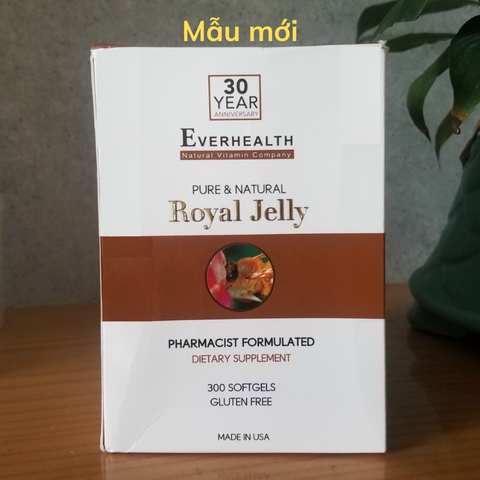 Mẫu mới
30
YEAR
ANNIVERSARY
EVERHEALTH
Natural Vitamin Company
PURE & NATURAL
Royal Jelly
PHARMACIST FORMULATED
DIETARY SUPPLEMENT
300 SOFTGELS
GLUTEN FREE
MADE IN USA